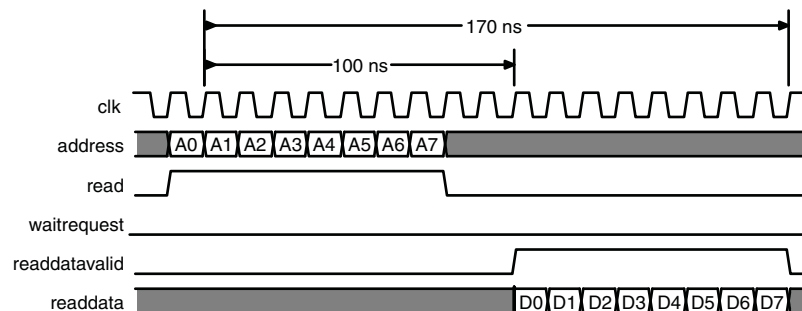 170 ns
100 ns
clk
address A0 A1 A2 A3 A4 A5 A6 A7
read
waitrequest
readdatavalid
readdata D0 D1 D2 D3 D4 D5 D6 D7